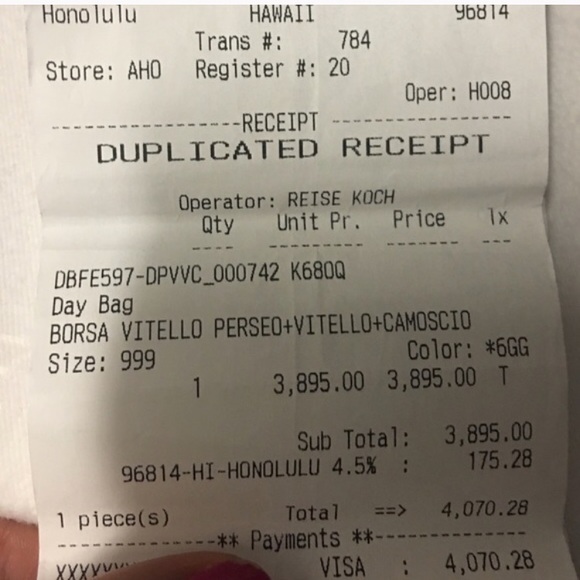 Honolulu HAWAII 96814
Trans #: 784
Store: AHO Register #: 20
Oper: H008
-----------------RECEIPT -----------------
DUPLICATED RECEIPT
Operator: REISE KOCH
Qty Unit Pr. Price Tx
---- --------- ------- ---
DBFE597-DPVVC_000742 K680Q
Day Bag
BORSA VITELLO PERSEO+VITELLO+CAMOSCIO
Size: 999 Color: *6GG
1 3,895.00 3,895.00 T
Sub Total: 3,895.00
96814-HI-HONOLULU 4.5% : 175.28
1 piece(s) Total ==> 4,070.28
--------------** Payments **--------------
VISA : 4,070.28